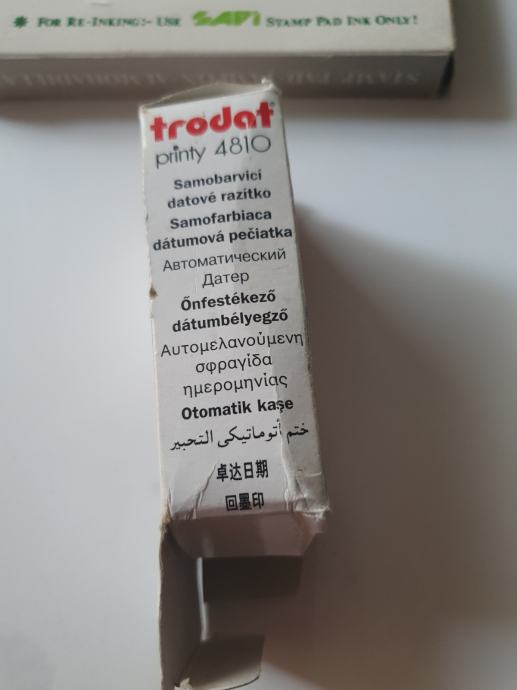 ✱ FOR RE-INKING:- USE SAFI STAMP PAD INK ONLY!
trodat®
printy 4810
Samobarvicí
datové razítko
Samofarbiaca
dátumová pečiatka
Автоматический
Датер
Őnfestékező
dátumbélyegző
Αυτομελανούμενη
σφραγίδα
ημερομηνίας
Otomatik kaşe
ختم أتوماتيكى التحبير
卓达日期
回墨印